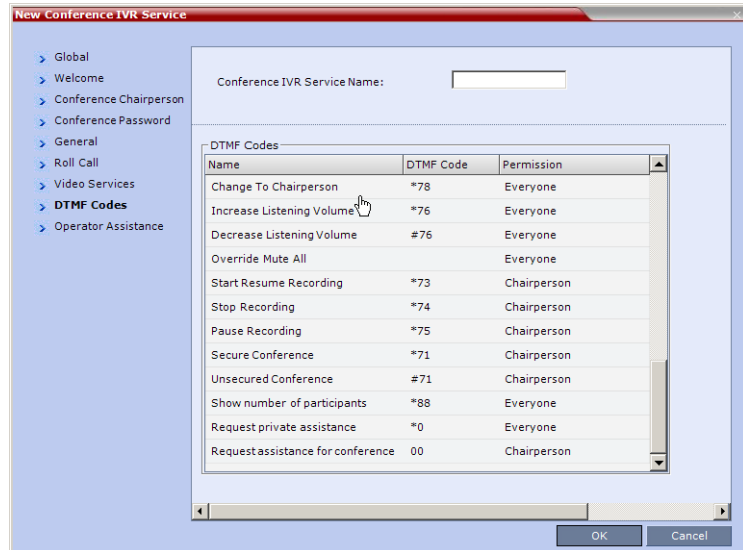 New Conference IVR Service
Global
Welcome
Conference Chairperson
Conference Password
General
Roll Call
Video Services
DTMF Codes
Operator Assistance
Conference IVR Service Name:
DTMF Codes
Name DTMF Code Permission
Change To Chairperson *78 Everyone
Increase Listening Volume *76 Everyone
Decrease Listening Volume #76 Everyone
Override Mute All Everyone
Start Resume Recording *73 Chairperson
Stop Recording *74 Chairperson
Pause Recording *75 Chairperson
Secure Conference *71 Chairperson
Unsecured Conference #71 Chairperson
Show number of participants *88 Everyone
Request private assistance *0 Everyone
Request assistance for conference 00 Chairperson
OK Cancel